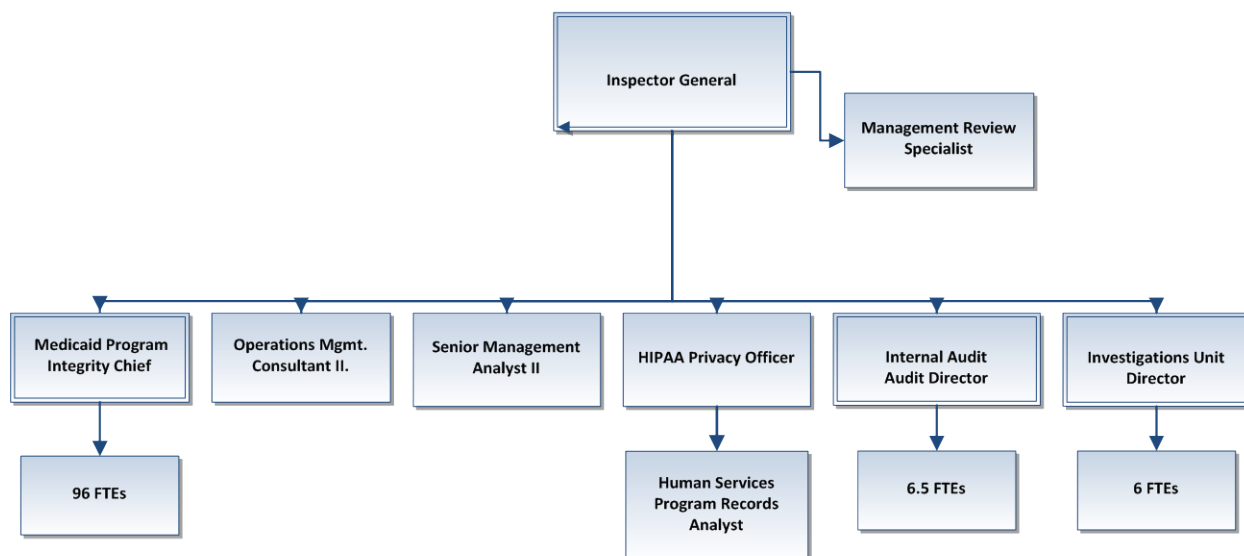 Inspector General
Management Review
Specialist
Medicaid Program
Integrity Chief
Operations Mgmt.
Consultant II.
Senior Management
Analyst II
HIPAA Privacy Officer
Internal Audit
Audit Director
Investigations Unit
Director
96 FTEs
Human Services
Program Records
Analyst
6.5 FTEs
6 FTEs